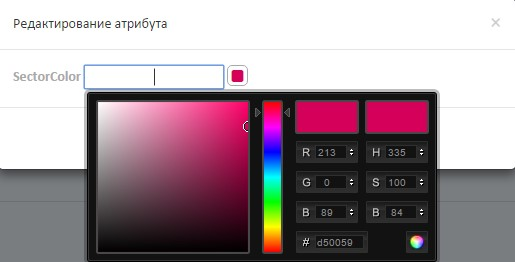 Редактирование атрибута ×
SectorColor
R 213 H 335
G 0 S 100
B 89 B 84
# d50059